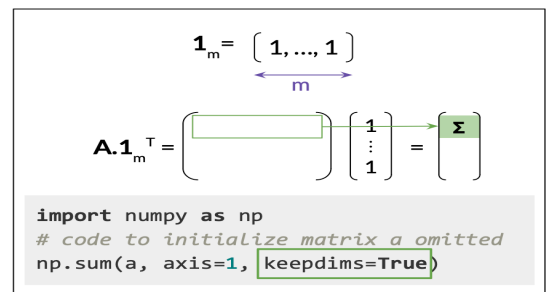 1m = ( 1, ..., 1 )
m
A.1mᵀ = ( ) ( 1 ⋮ 1 ) = ( Σ )
import numpy as np
# code to initialize matrix a omitted
np.sum(a, axis=1, keepdims=True)